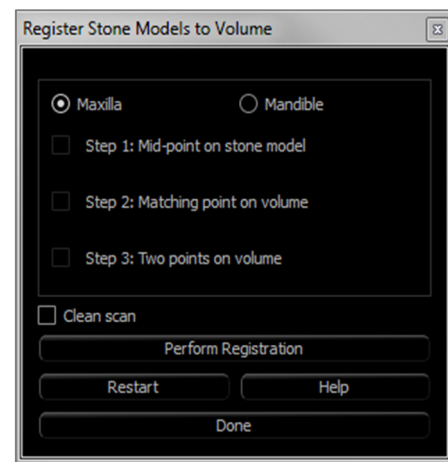 Register Stone Models to Volume
Maxilla Mandible
Step 1: Mid-point on stone model
Step 2: Matching point on volume
Step 3: Two points on volume
Clean scan
Perform Registration
Restart Help
Done